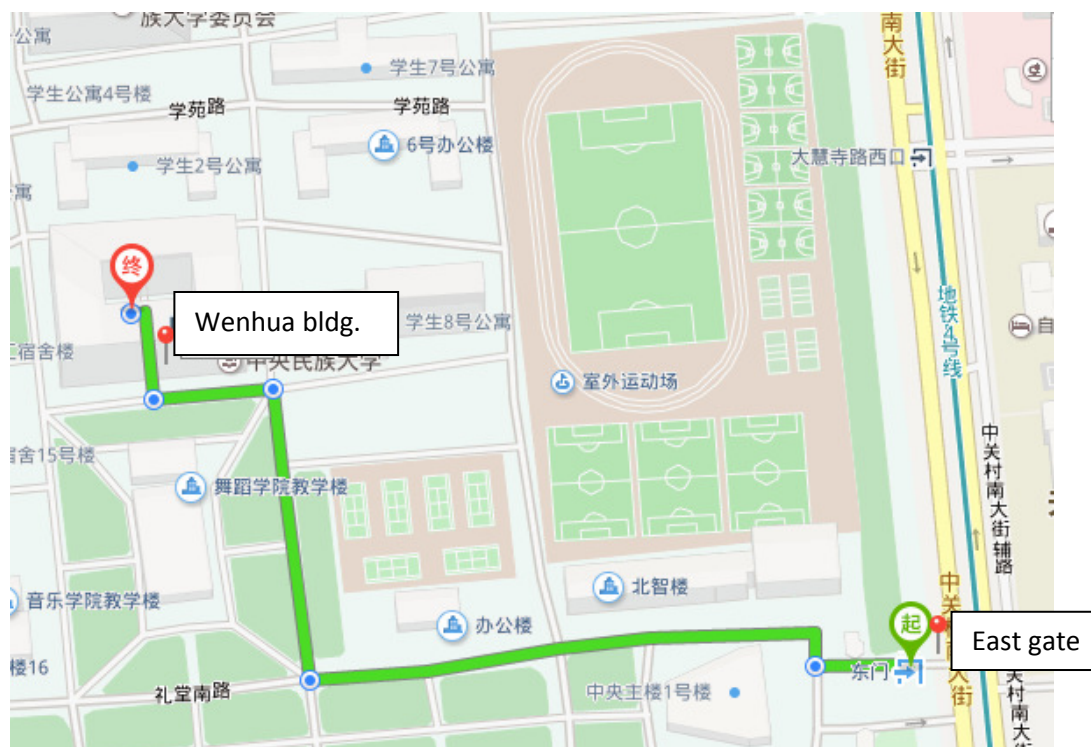 族大学委员会
公寓
学生7号公寓
学生公寓4号楼
学苑路
学苑路
6号办公楼
南大街
大慧寺路西口
学生2号公寓
寓
终
Wenhua bldg.
学生8号公寓
地铁4号线
自
宿舍楼
中央民族大学
室外运动场
宿舍15号楼
舞蹈学院教学楼
中关村南大街辅路
北智楼
音乐学院教学楼
办公楼
起
East gate
东门
楼16
礼堂南路
中央主楼1号楼